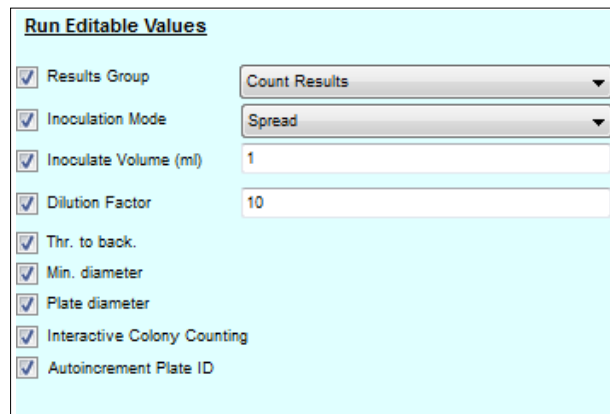 Run Editable Values
Results Group Count Results
Inoculation Mode Spread
Inoculate Volume (ml) 1
Dilution Factor 10
Thr. to back.
Min. diameter
Plate diameter
Interactive Colony Counting
Autoincrement Plate ID